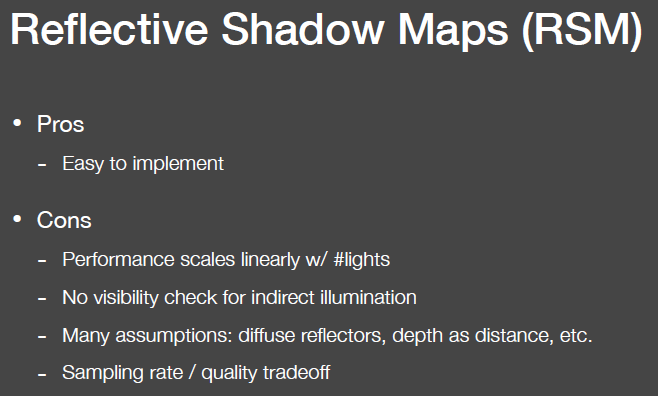 Reflective Shadow Maps (RSM)
• Pros
- Easy to implement
• Cons
- Performance scales linearly w/ #lights
- No visibility check for indirect illumination
- Many assumptions: diffuse reflectors, depth as distance, etc.
- Sampling rate / quality tradeoff